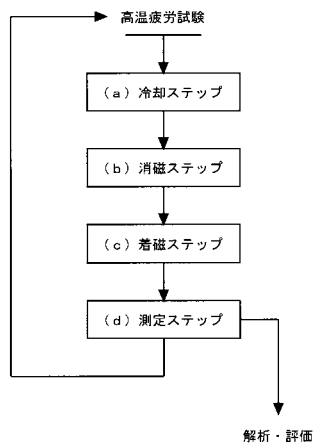 高温疲労試験
(a)冷却ステップ
(b)消磁ステップ
(c)着磁ステップ
(d)測定ステップ
解析・評価